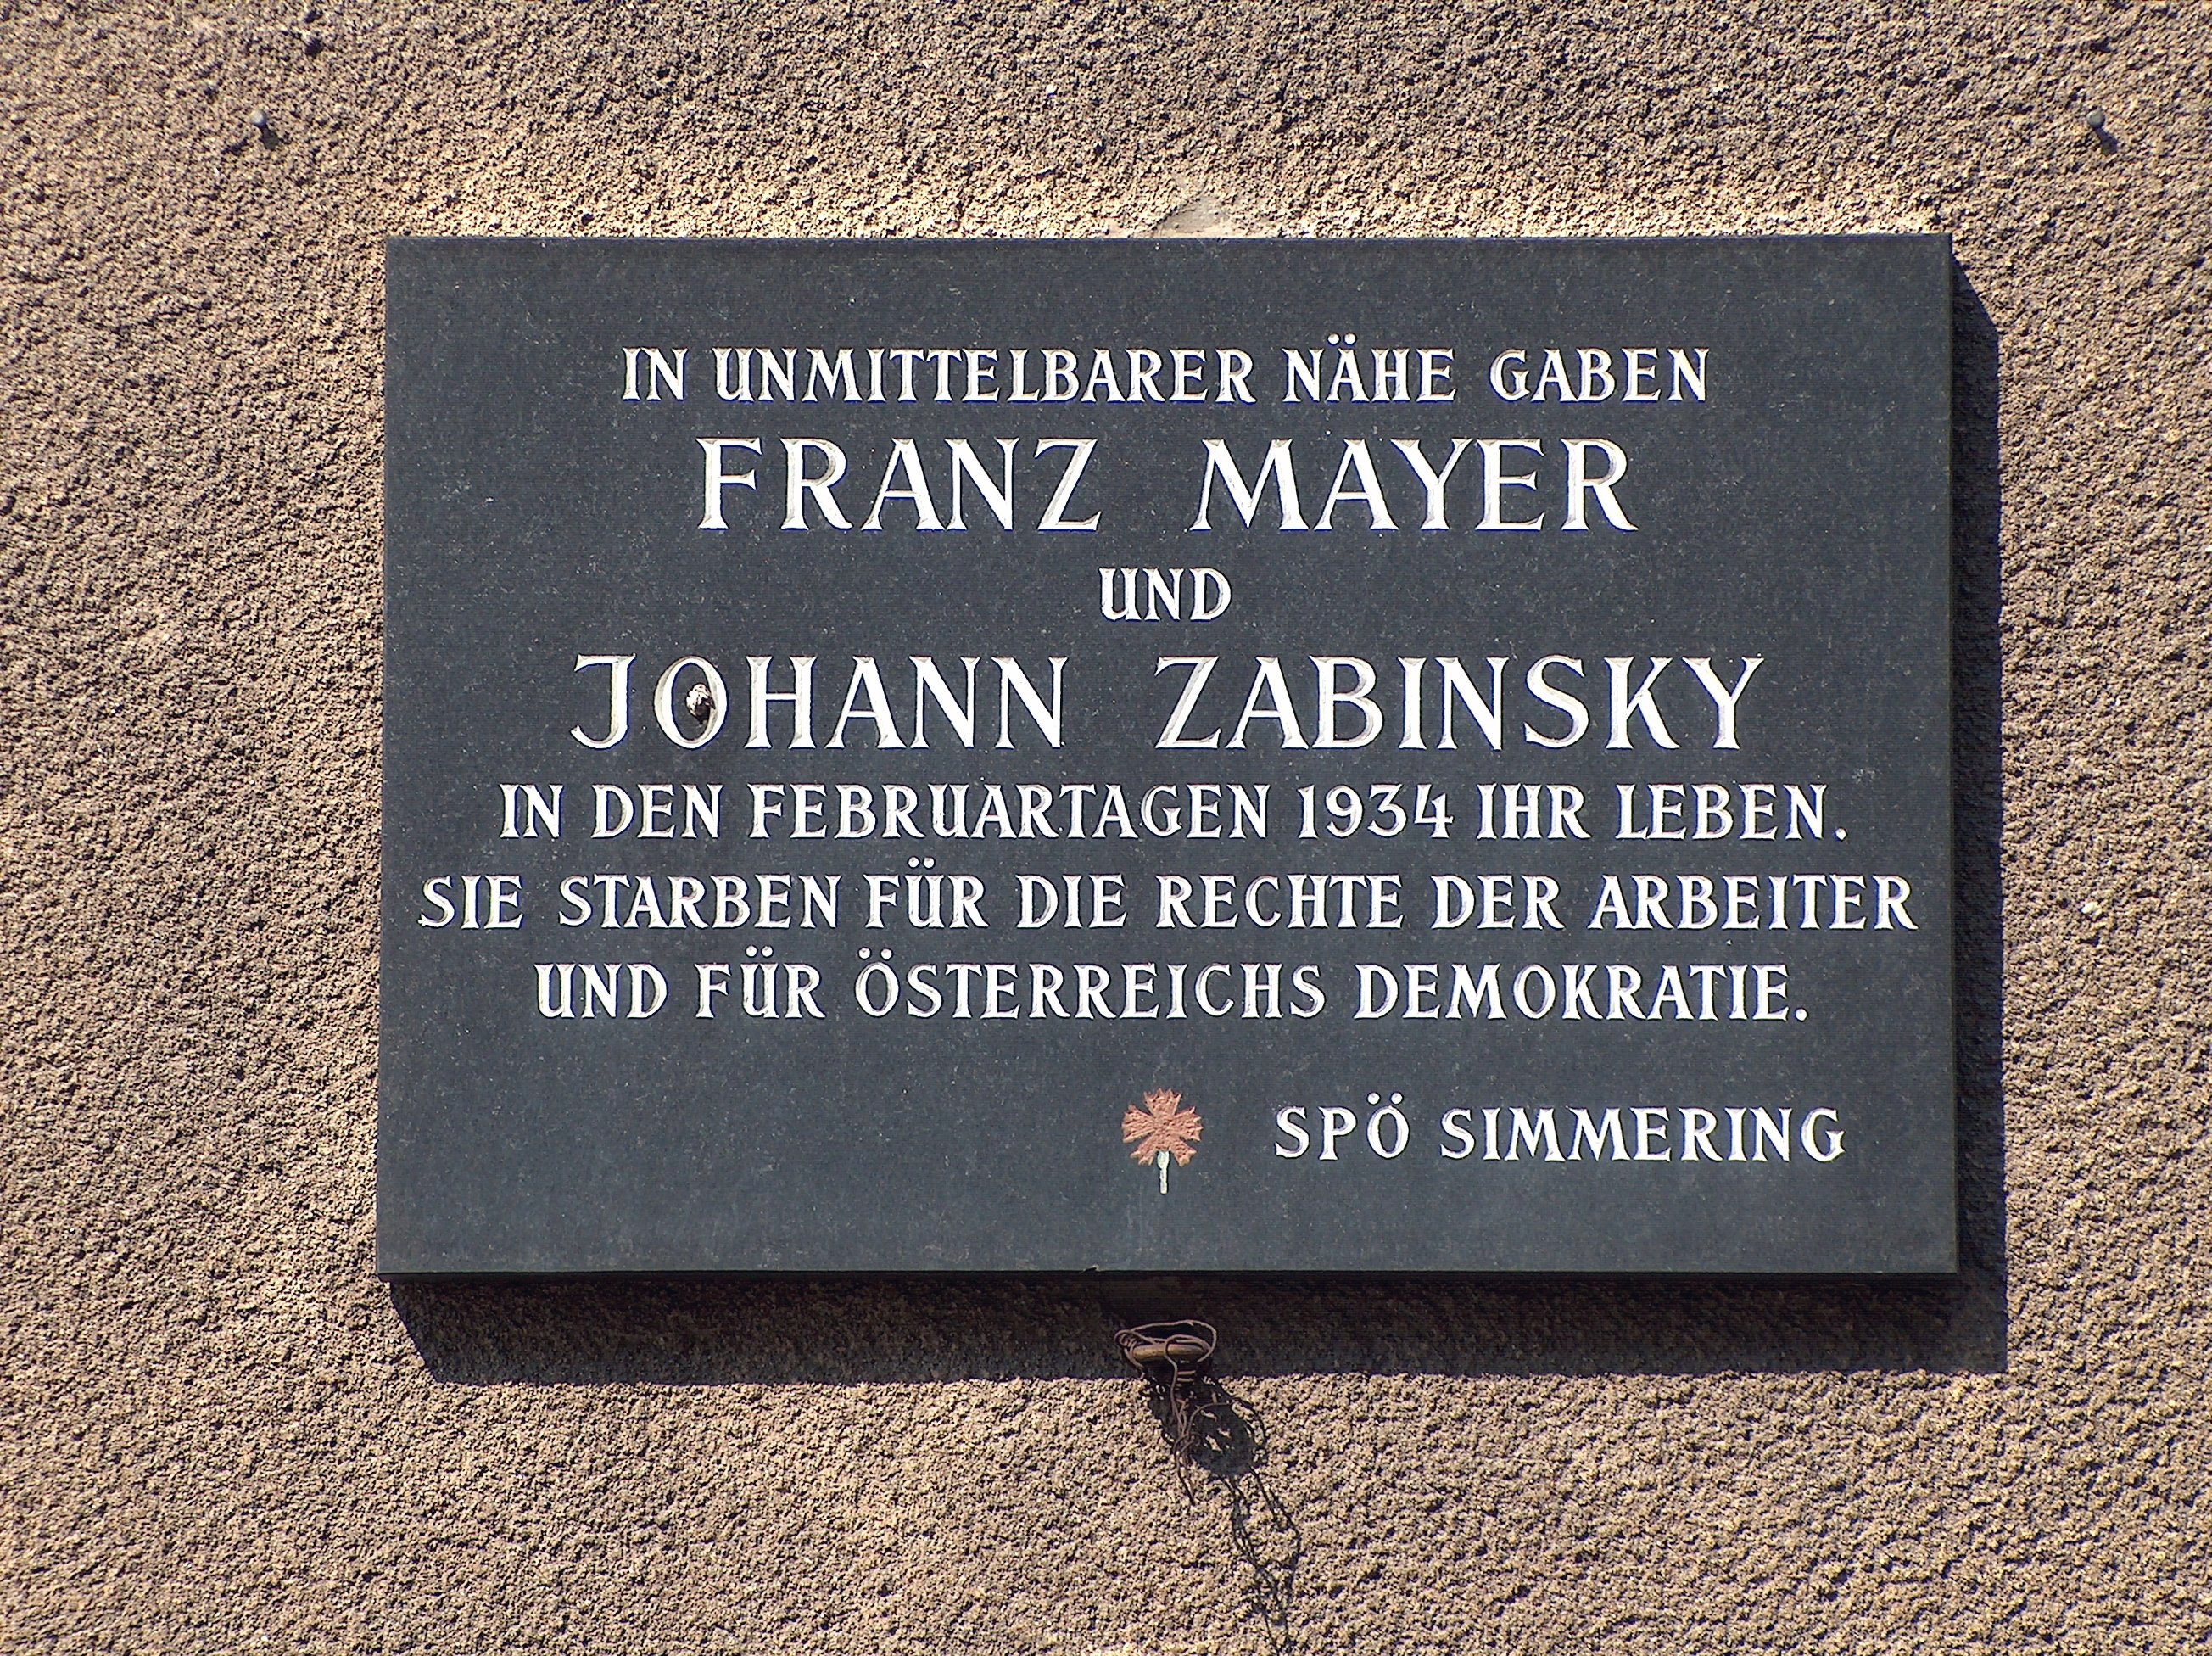 IN UNMITTELBARER NÄHE GABEN
FRANZ MAYER
UND
JOHANN ZABINSKY
IN DEN FEBRUARTAGEN 1934 IHR LEBEN.
SIE STARBEN FÜR DIE RECHTE DER ARBEITER
UND FÜR ÖSTERREICHS DEMOKRATIE.
SPÖ SIMMERING